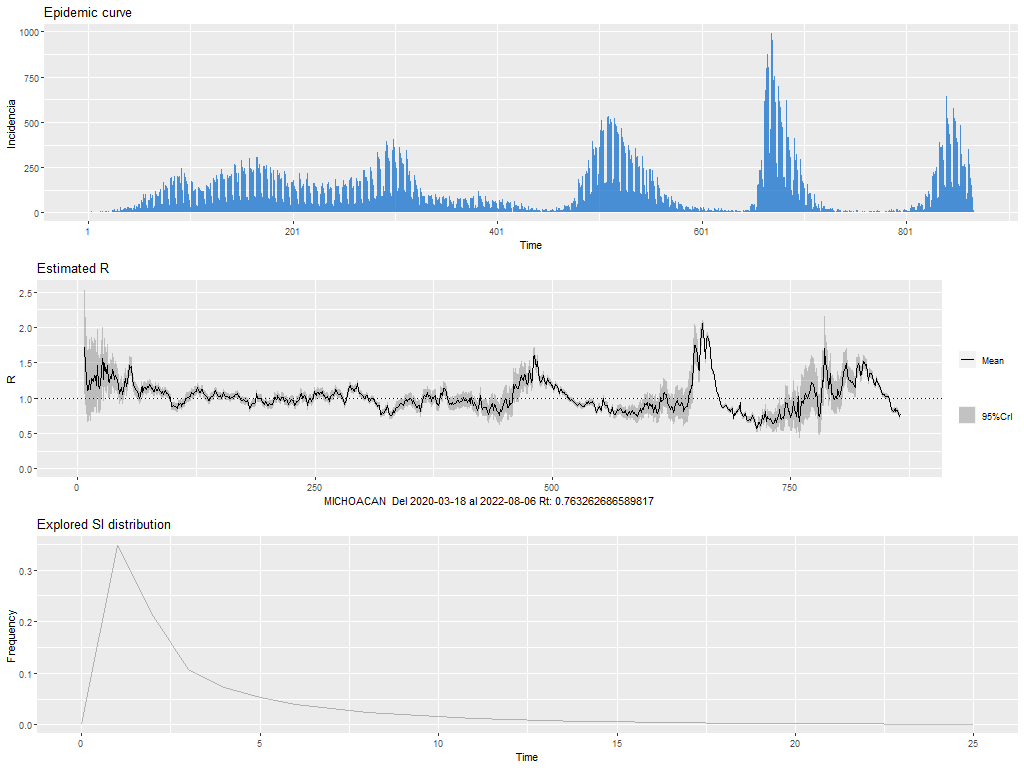 Epidemic curve
1000
750
500
250
0
Incidencia
1 201 401 601 801
Time
Estimated R
2.5
2.0
1.5
1.0
0.5
0.0
R
Mean
95%CrI
0 250 500 750
MICHOACAN Del 2020-03-18 al 2022-08-06 Rt: 0.763262686589817
Explored SI distribution
0.3
0.2
0.1
0.0
Frequency
0 5 10 15 20 25
Time